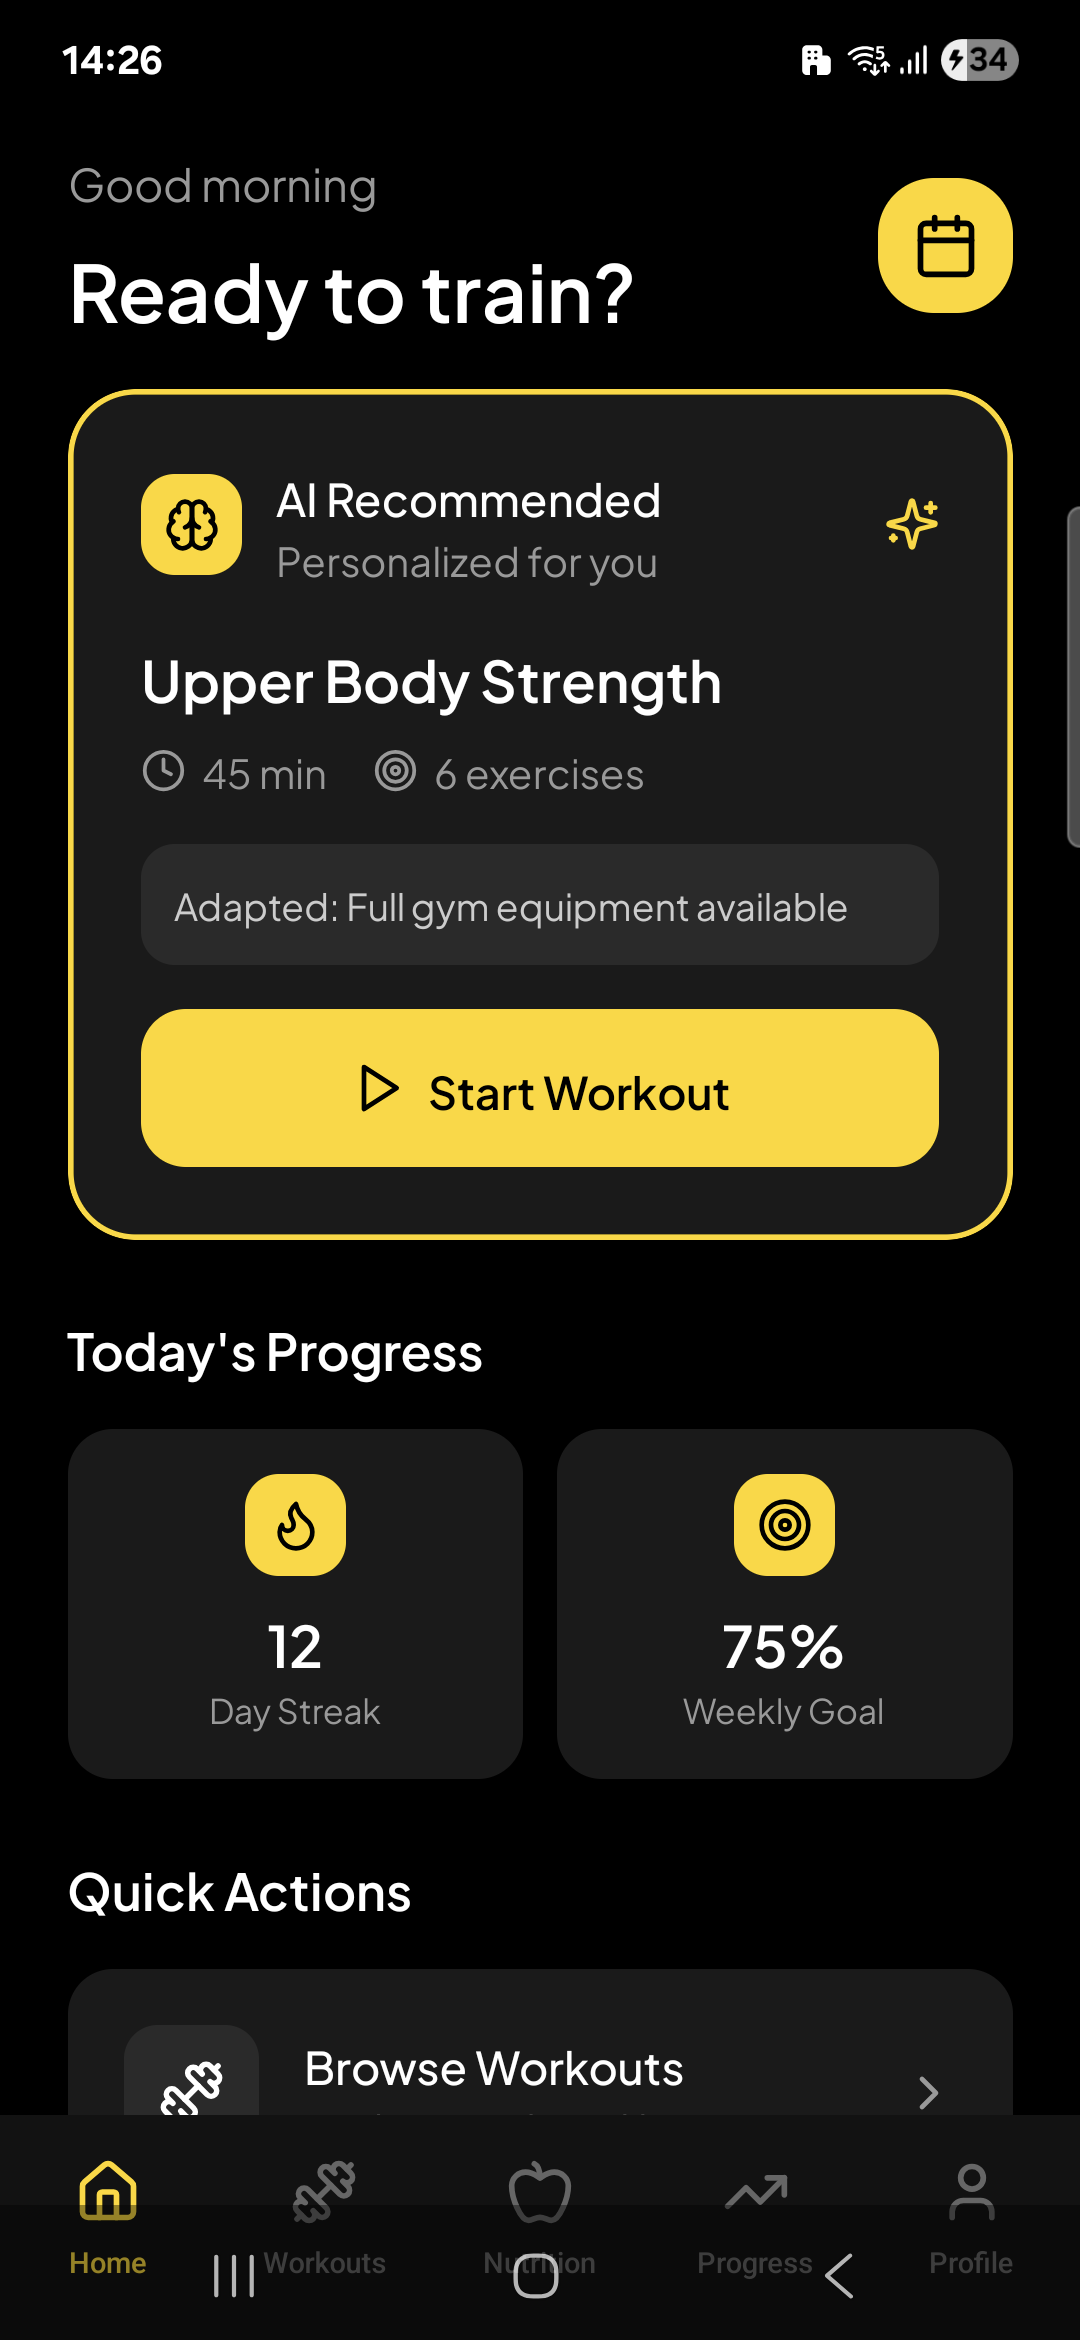 14:26
5
34
Good morning
Ready to train?
AI Recommended
Personalized for you
Upper Body Strength
45 min
6 exercises
Adapted: Full gym equipment available
Start Workout
Today's Progress
12
Day Streak
75%
Weekly Goal
Quick Actions
Browse Workouts
Home
Workouts
Nutrition
Progress
Profile